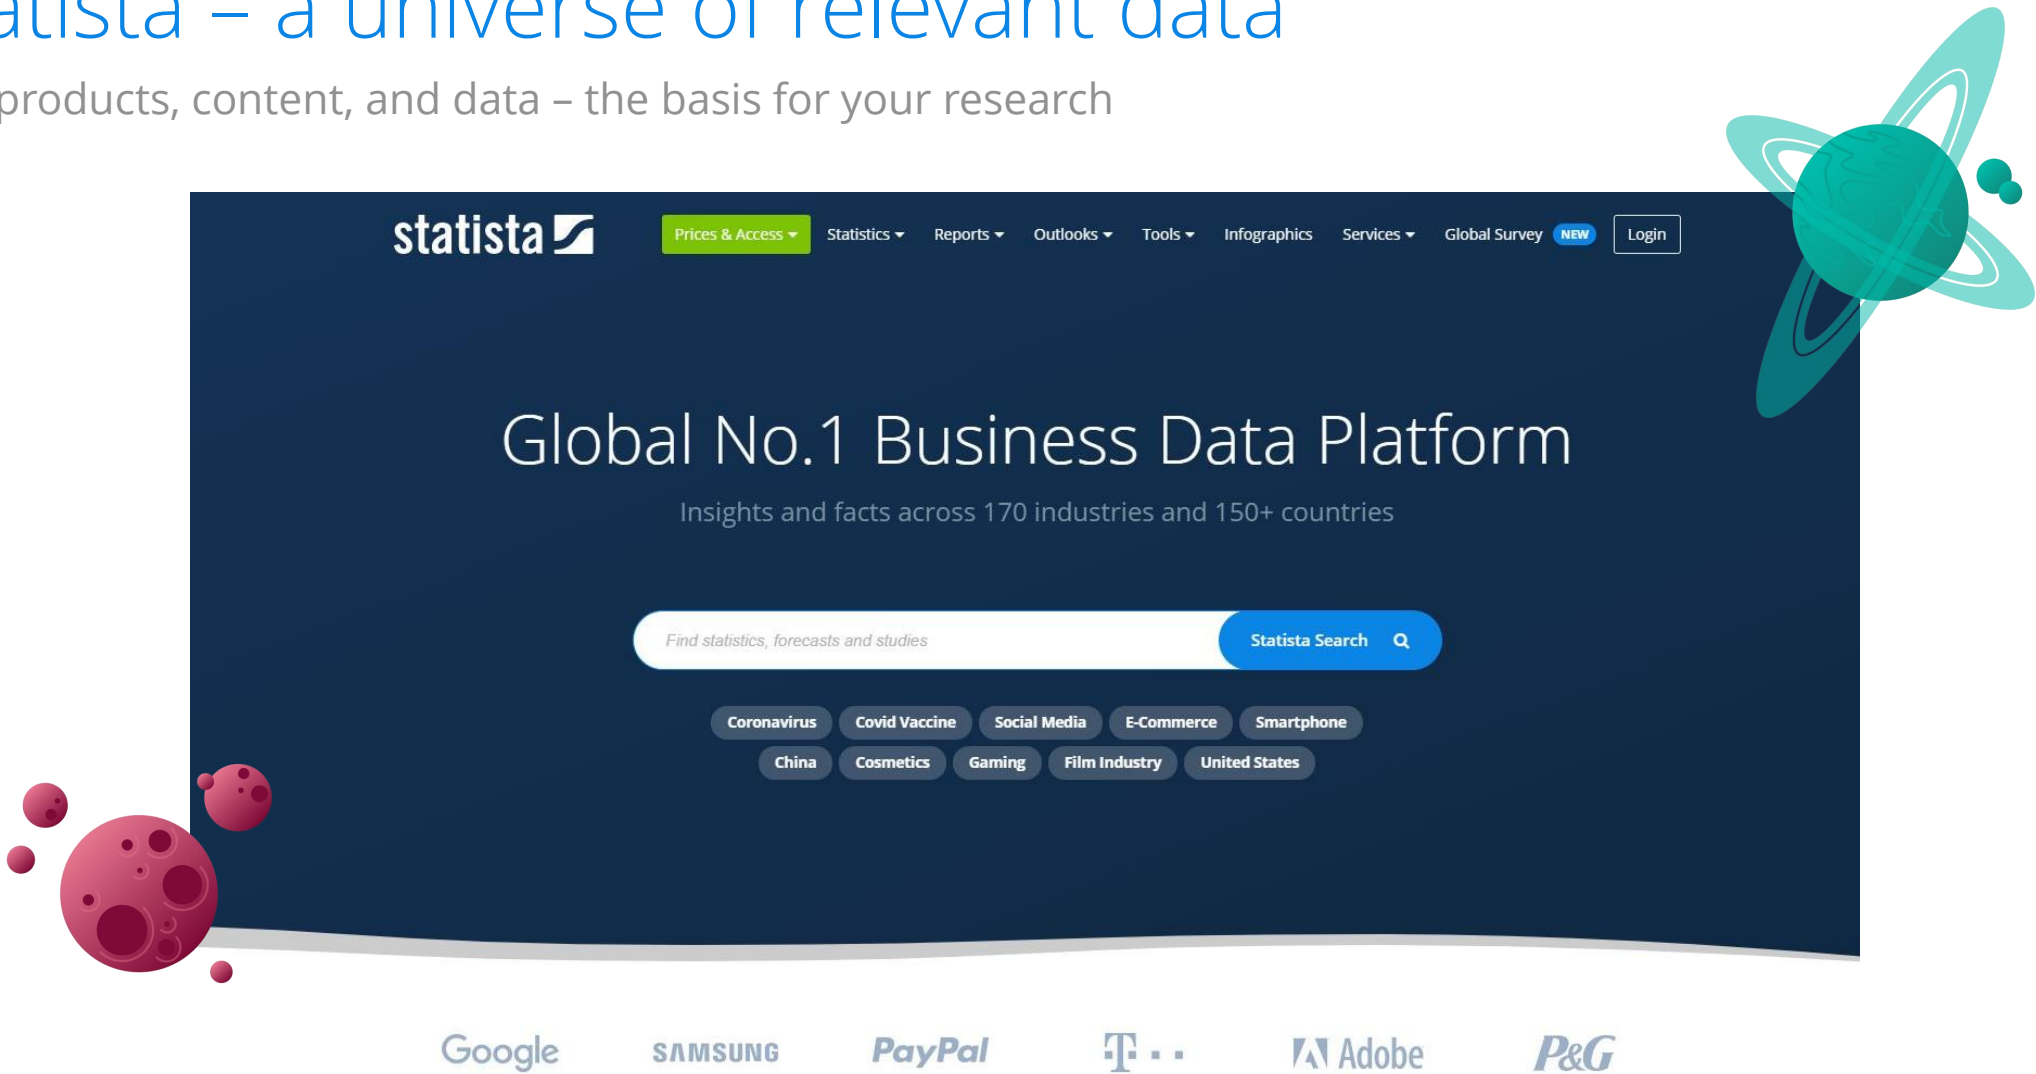 atista – a universe of relevant data
products, content, and data – the basis for your research
statista
Prices & Access Statistics Reports Outlooks Tools Infographics Services Global Survey NEW Login
Global No.1 Business Data Platform
Insights and facts across 170 industries and 150+ countries
Find statistics, forecasts and studies Statista Search
Coronavirus Covid Vaccine Social Media E-Commerce Smartphone
China Cosmetics Gaming Film Industry United States
Google SAMSUNG PayPal T Adobe P&G